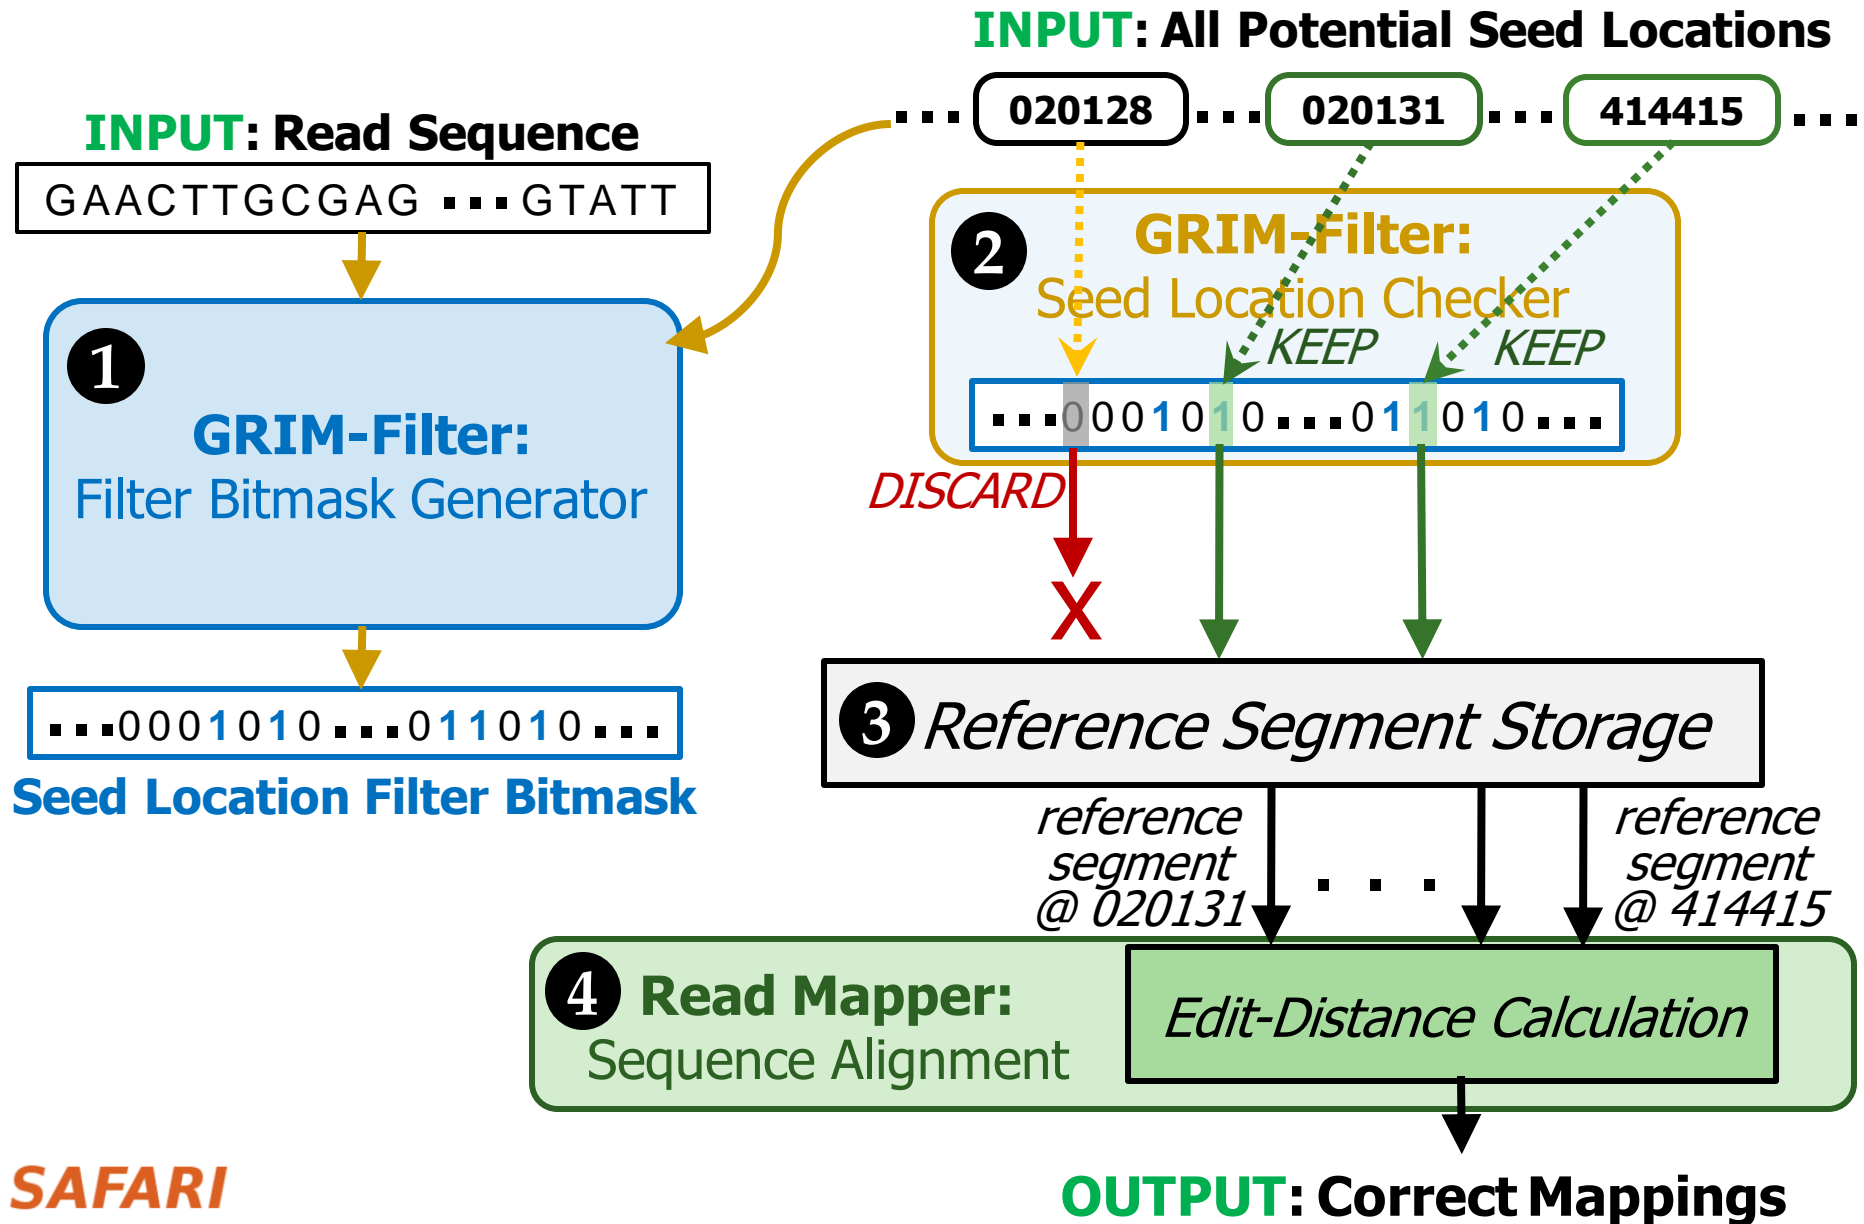 INPUT: All Potential Seed Locations
... 020128 ... 020131 ... 414415 ...
INPUT: Read Sequence
GAACTTGCGAG ... GTATT
1
GRIM-Filter:
Filter Bitmask Generator
...0001010...011010...
Seed Location Filter Bitmask
2
GRIM-Filter:
Seed Location Checker
KEEP KEEP
...0001010...011010...
DISCARD
X
3 Reference Segment Storage
reference
segment
@ 020131
. . .
reference
segment
@ 414415
4
Read Mapper:
Sequence Alignment
Edit-Distance Calculation
SAFARI
OUTPUT: Correct Mappings